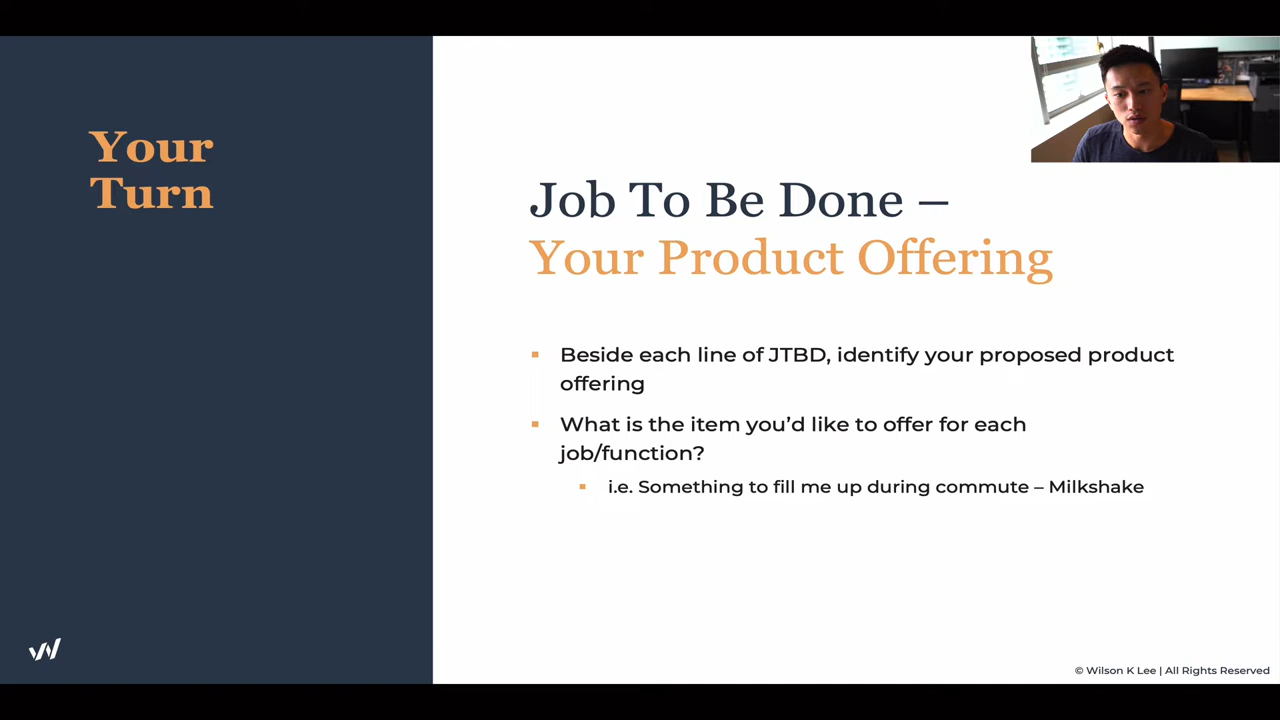 Your
Turn
Job To Be Done –
Your Product Offering
Beside each line of JTBD, identify your proposed product
offering
What is the item you’d like to offer for each
job/function?
i.e. Something to fill me up during commute – Milkshake
© Wilson K Lee | All Rights Reserved